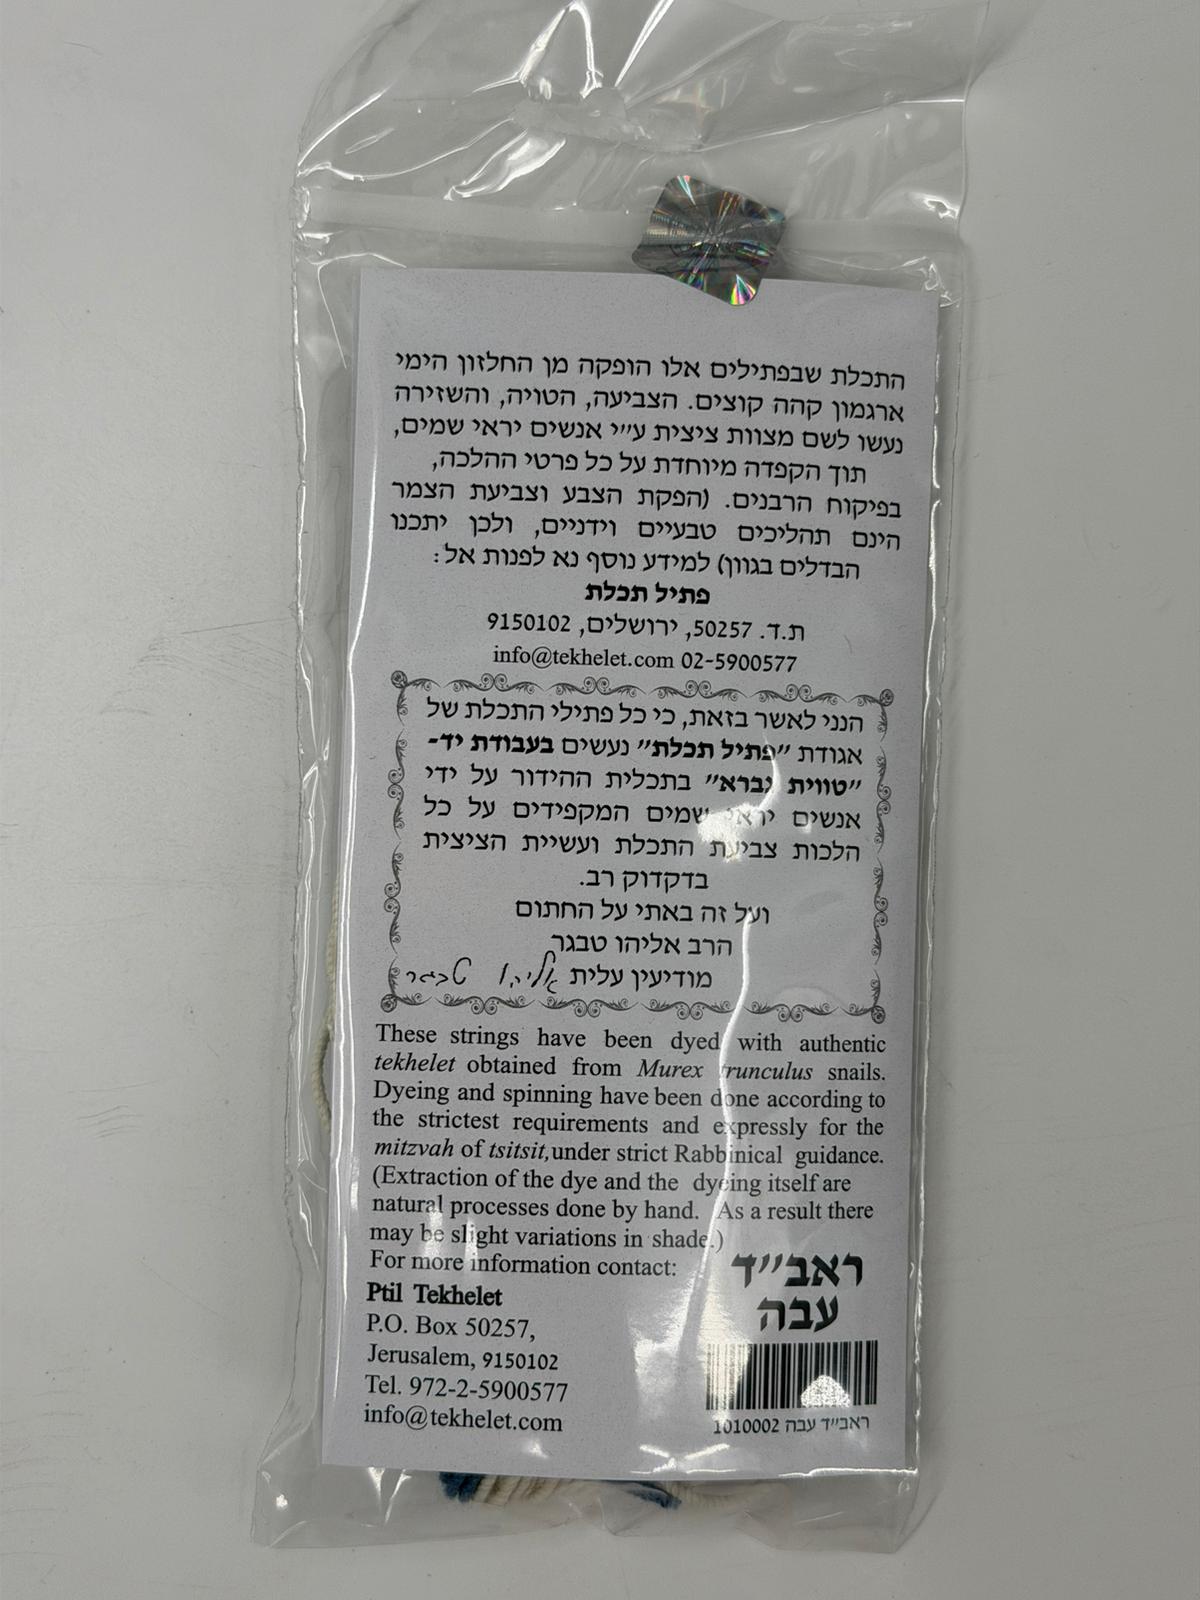 התכלת שבפתילים אלו הופקה מן החלזון הימי
ארגמון קהה קוצים. הצביעה, הטויה, והשזירה
נעשו לשם מצוות ציצית ע״י אנשים יראי שמים,
תוך הקפדה מיוחדת על כל פרטי ההלכה,
בפיקוח הרבנים. (הפקת הצבע וצביעת הצמר
הינם תהליכים טבעיים וידניים, ולכן יתכנו
הבדלים בגוון) למידע נוסף נא לפנות אל:
פתיל תכלת
ת.ד. 50257, ירושלים, 9150102
info@tekhelet.com 02-5900577
הנני לאשר בזאת, כי כל פתילי התכלת של
אגודת ״פתיל תכלת״ נעשים בעבודת יד-
״טווית גברא״ בתכלית ההידור על ידי
אנשים יראי שמים המקפידים על כל
הלכות צביעת התכלת ועשיית הציצית
בדקדוק רב.
ועל זה באתי על החתום
הרב אליהו טבגר
מודיעין עלית אליהו טבגר
These strings have been dyed with authentic
tekhelet obtained from Murex trunculus snails.
Dyeing and spinning have been done according to
the strictest requirements and expressly for the
mitzvah of tsitsit,under strict Rabbinical guidance.
(Extraction of the dye and the dyeing itself are
natural processes done by hand. As a result there
may be slight variations in shade.)
For more information contact:
Ptil Tekhelet
P.O. Box 50257,
Jerusalem, 9150102
Tel. 972-2-5900577
info@tekhelet.com
ראב״ד
עבה
ראב״ד עבה 1010002